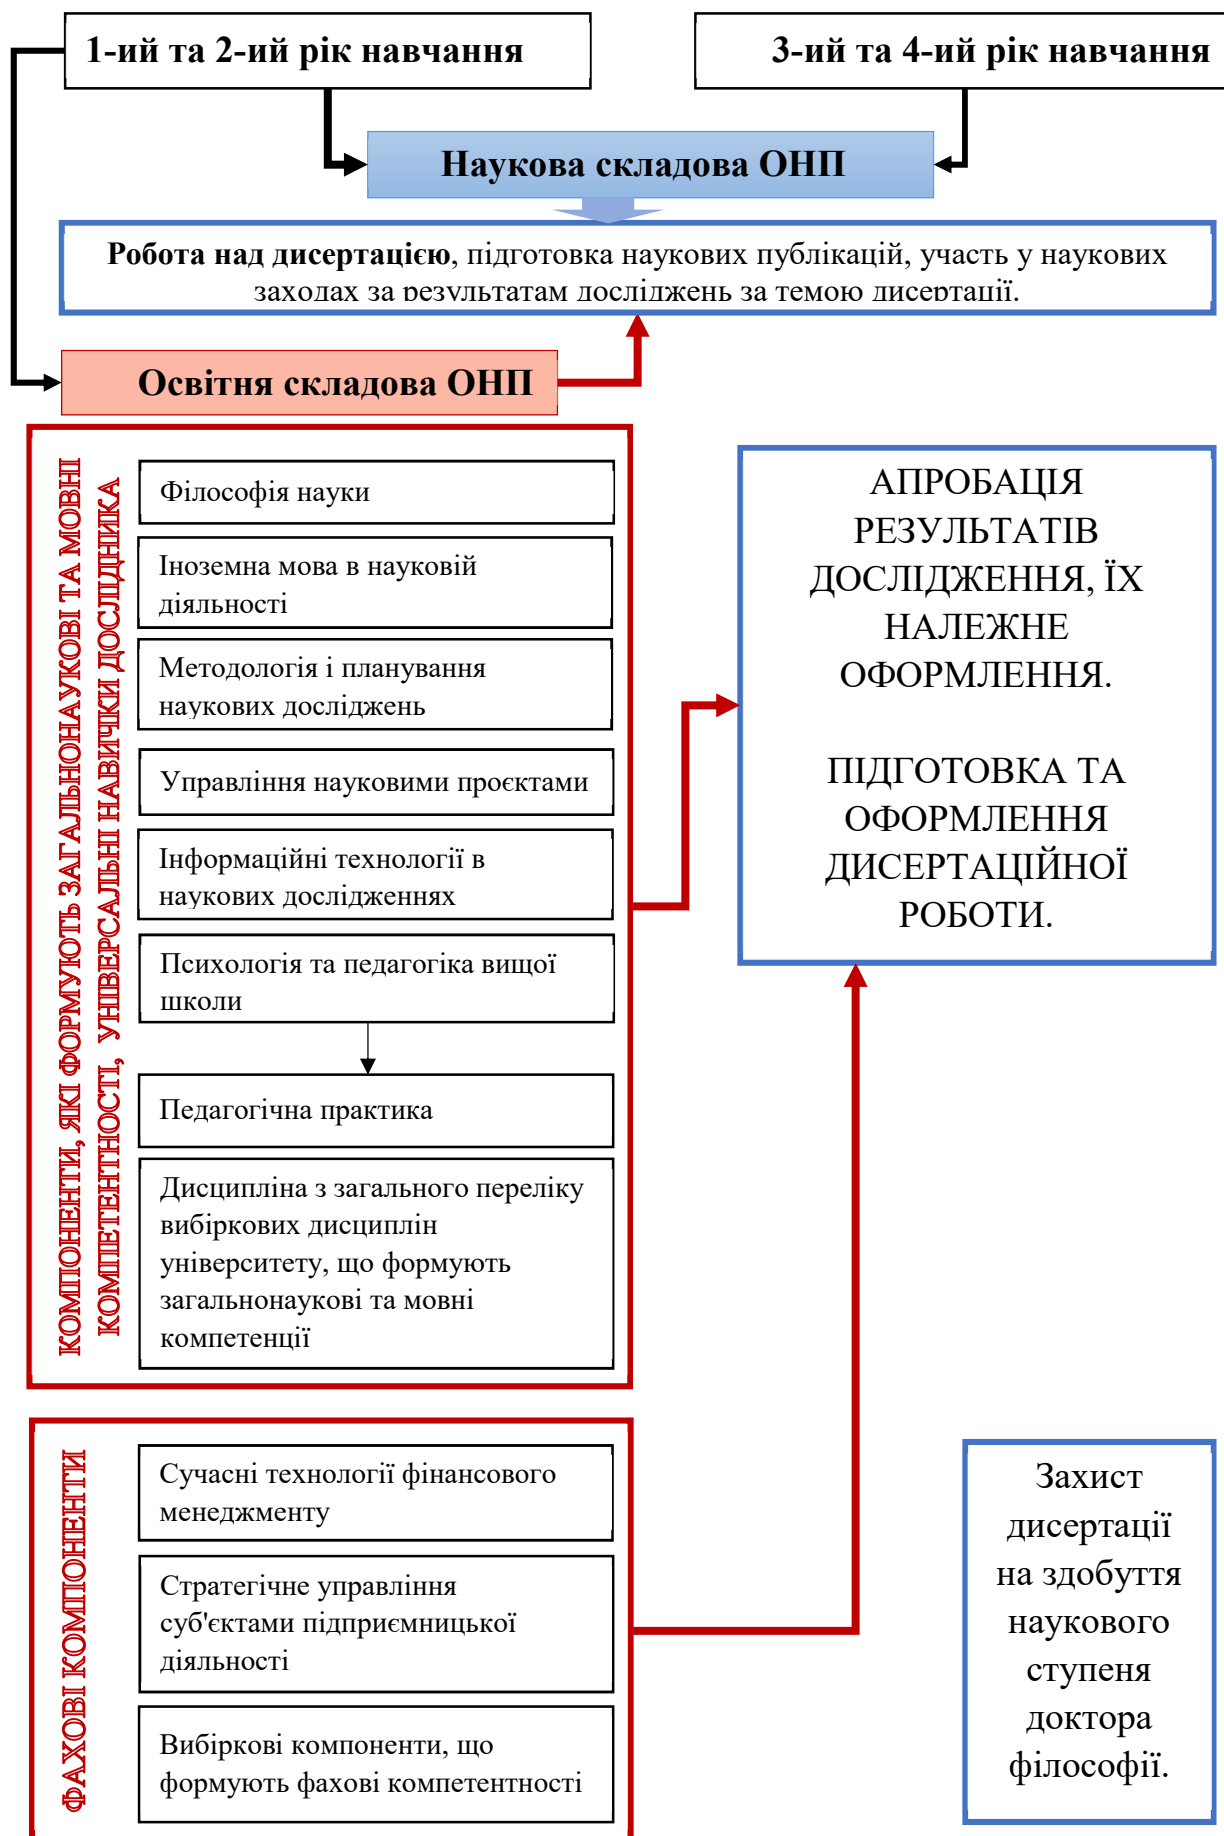 1-ий та 2-ий рік навчання
3-ий та 4-ий рік навчання
Наукова складова ОНП
Робота над дисертацією, підготовка наукових публікацій, участь у наукових
заходах за результатам досліджень за темою дисертації.
Освітня складова ОНП
КОМПОНЕНТИ, ЯКІ ФОРМУЮТЬ ЗАГАЛЬНОНАУКОВІ ТА МОВНІ
КОМПЕТЕНТНОСТІ, УНІВЕРСАЛЬНІ НАВИЧКИ ДОСЛІДНИКА
Філософія науки
Іноземна мова в науковій
діяльності
Методологія і планування
наукових досліджень
Управління науковими проєктами
Інформаційні технології в
наукових дослідженнях
Психологія та педагогіка вищої
школи
Педагогічна практика
Дисципліна з загального переліку
вибіркових дисциплін
університету, що формують
загальнонаукові та мовні
компетенції
АПРОБАЦІЯ
РЕЗУЛЬТАТІВ
ДОСЛІДЖЕННЯ, ЇХ
НАЛЕЖНЕ
ОФОРМЛЕННЯ.
ПІДГОТОВКА ТА
ОФОРМЛЕННЯ
ДИСЕРТАЦІЙНОЇ
РОБОТИ.
ФАХОВІ КОМПОНЕНТИ
Сучасні технології фінансового
менеджменту
Стратегічне управління
суб'єктами підприємницької
діяльності
Вибіркові компоненти, що
формують фахові компетентності
Захист
дисертації
на здобуття
наукового
ступеня
доктора
філософії.